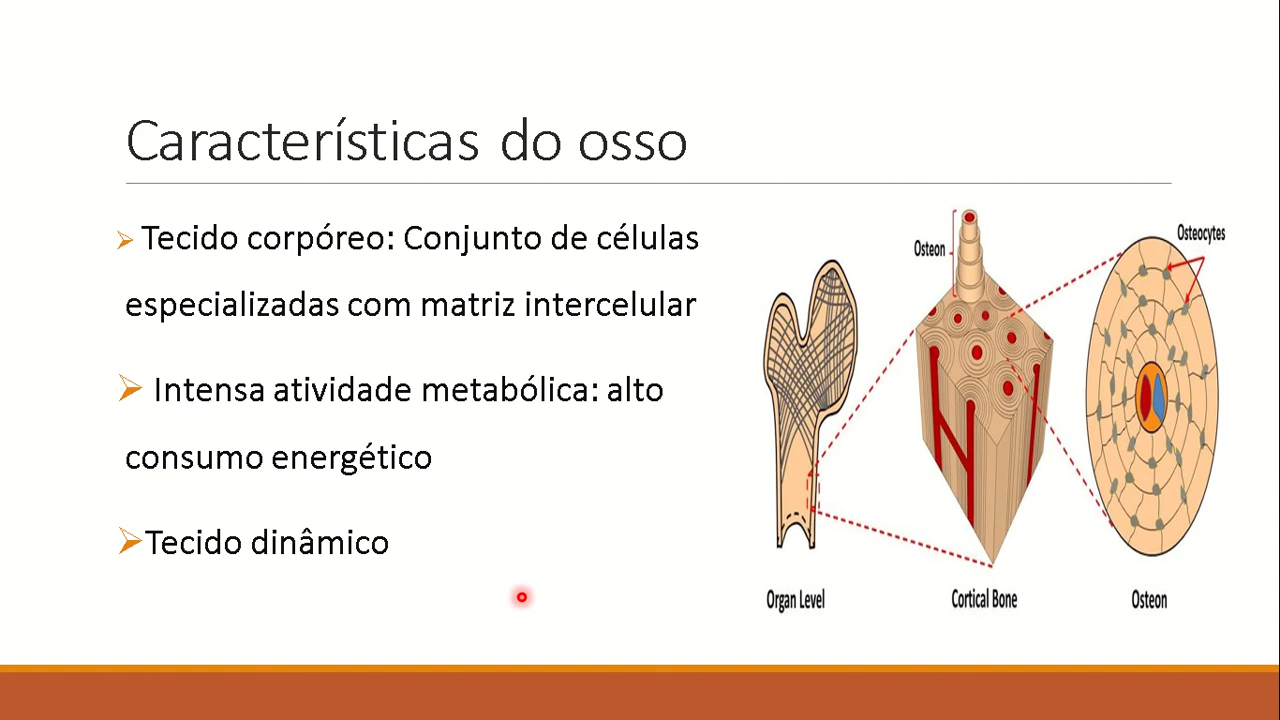 Características do osso
Tecido corpóreo: Conjunto de células
especializadas com matriz intercelular
Intensa atividade metabólica: alto
consumo energético
Tecido dinâmico
Osteon
Osteocytes
Organ Level
Cortical Bone
Osteon